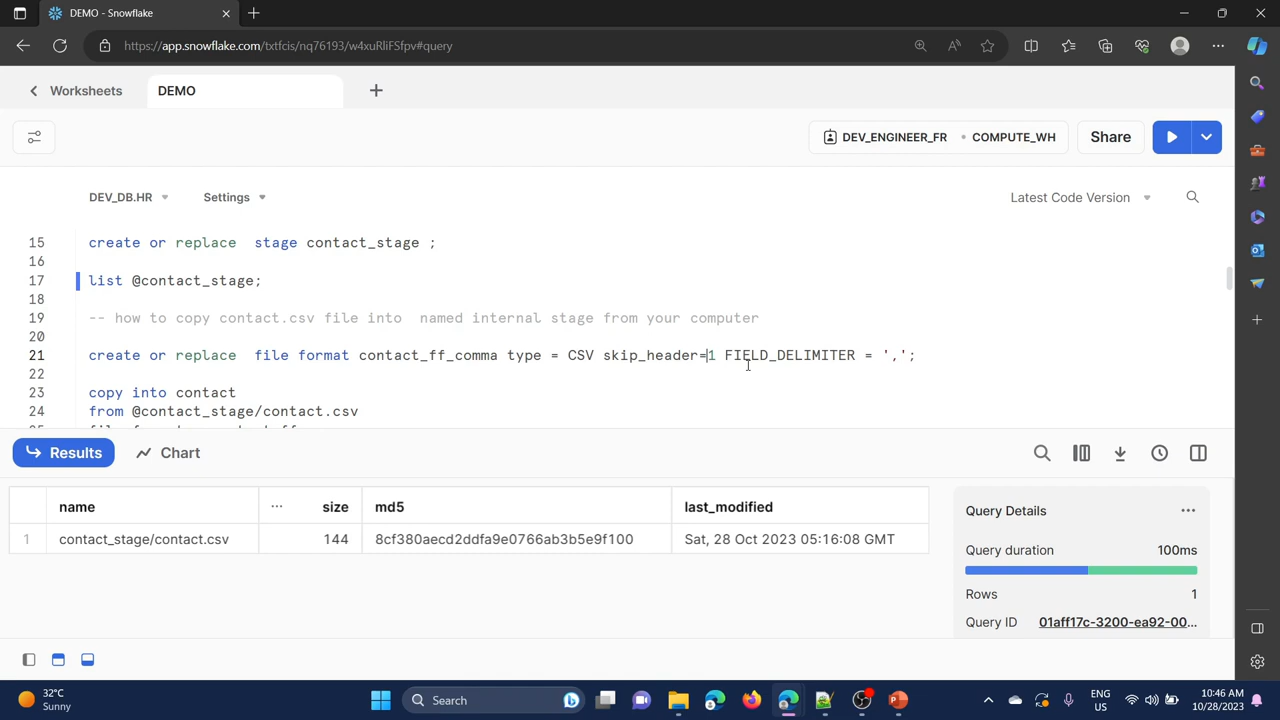 DEMO - Snowflake
https://app.snowflake.com/txtfcis/nq76193/w4xuRliFSfpv#query
Worksheets
DEMO
DEV_ENGINEER_FR • COMPUTE_WH
Share
DEV_DB.HR
Settings
Latest Code Version
15 create or replace stage contact_stage ;
16
17 list @contact_stage;
18
19 -- how to copy contact.csv file into named internal stage from your computer
20
21 create or replace file format contact_ff_comma type = CSV skip_header=1 FIELD_DELIMITER = ',';
22
23 copy into contact
24 from @contact_stage/contact.csv
Results
Chart
name ... size md5 last_modified
1 contact_stage/contact.csv 144 8cf380aecd2ddfa9e0766ab3b5e9f100 Sat, 28 Oct 2023 05:16:08 GMT
Query Details
Query duration 100ms
Rows 1
Query ID 01aff17c-3200-ea92-00...
32°C
Sunny
Search
ENG
US
10:46 AM
10/28/2023